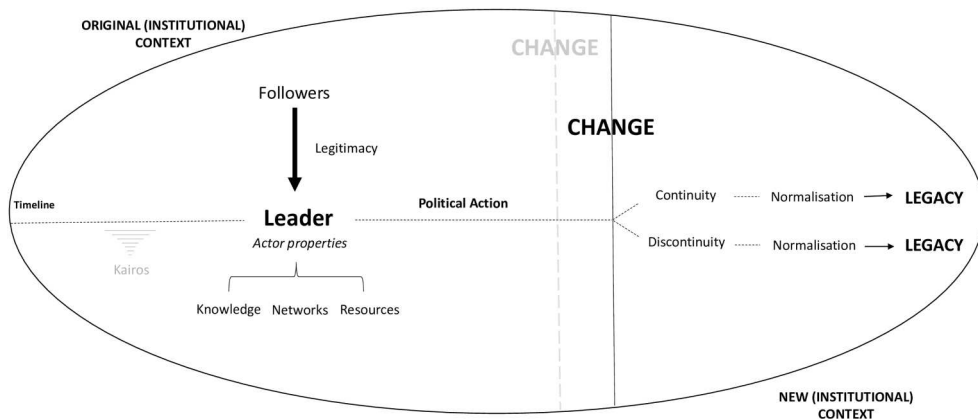 ORIGINAL (INSTITUTIONAL)
CONTEXT
CHANGE
Followers
CHANGE
Legitimacy
Timeline
Leader
Political Action
Continuity
Normalisation
LEGACY
Actor properties
Discontinuity
Normalisation
LEGACY
Kairos
Knowledge Networks Resources
NEW (INSTITUTIONAL)
CONTEXT